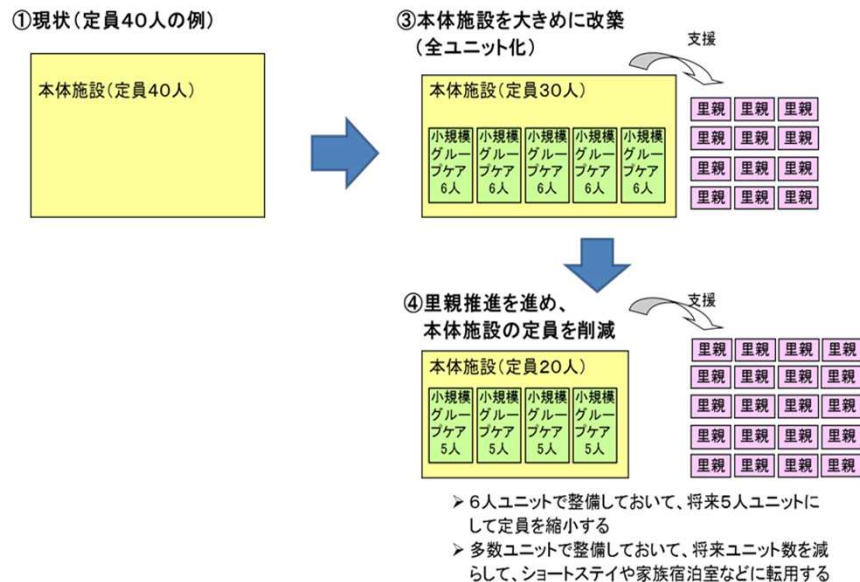 ①現状(定員40人の例)
本体施設(定員40人)
③本体施設を大きめに改築
(全ユニット化)
支援
本体施設(定員30人)
小規模
グルー
プケア
6人
小規模
グルー
プケア
6人
小規模
グルー
プケア
6人
小規模
グルー
プケア
6人
小規模
グルー
プケア
6人
里親 里親 里親
里親 里親 里親
里親 里親 里親
里親 里親 里親
④里親推進を進め、
本体施設の定員を削減
支援
本体施設(定員20人)
小規模
グルー
プケア
5人
小規模
グルー
プケア
5人
小規模
グルー
プケア
5人
小規模
グルー
プケア
5人
里親 里親 里親 里親
里親 里親 里親 里親
里親 里親 里親 里親
里親 里親 里親 里親
里親 里親 里親 里親
➢ 6人ユニットで整備しておいて、将来5人ユニットに
して定員を縮小する
➢ 多数ユニットで整備しておいて、将来ユニット数を減
らして、ショートステイや家族宿泊室などに転用する